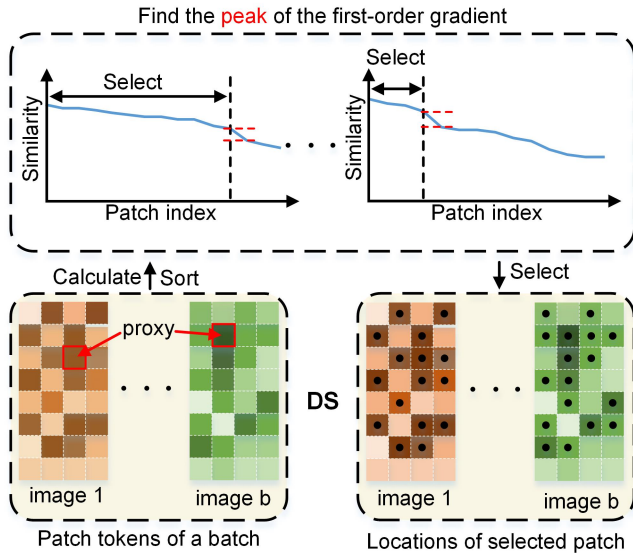 Find the peak of the first-order gradient
Select
Select
Similarity
Similarity
Patch index
Patch index
Calculate
Sort
Select
proxy
DS
image 1
image b
image 1
image b
Patch tokens of a batch
Locations of selected patch